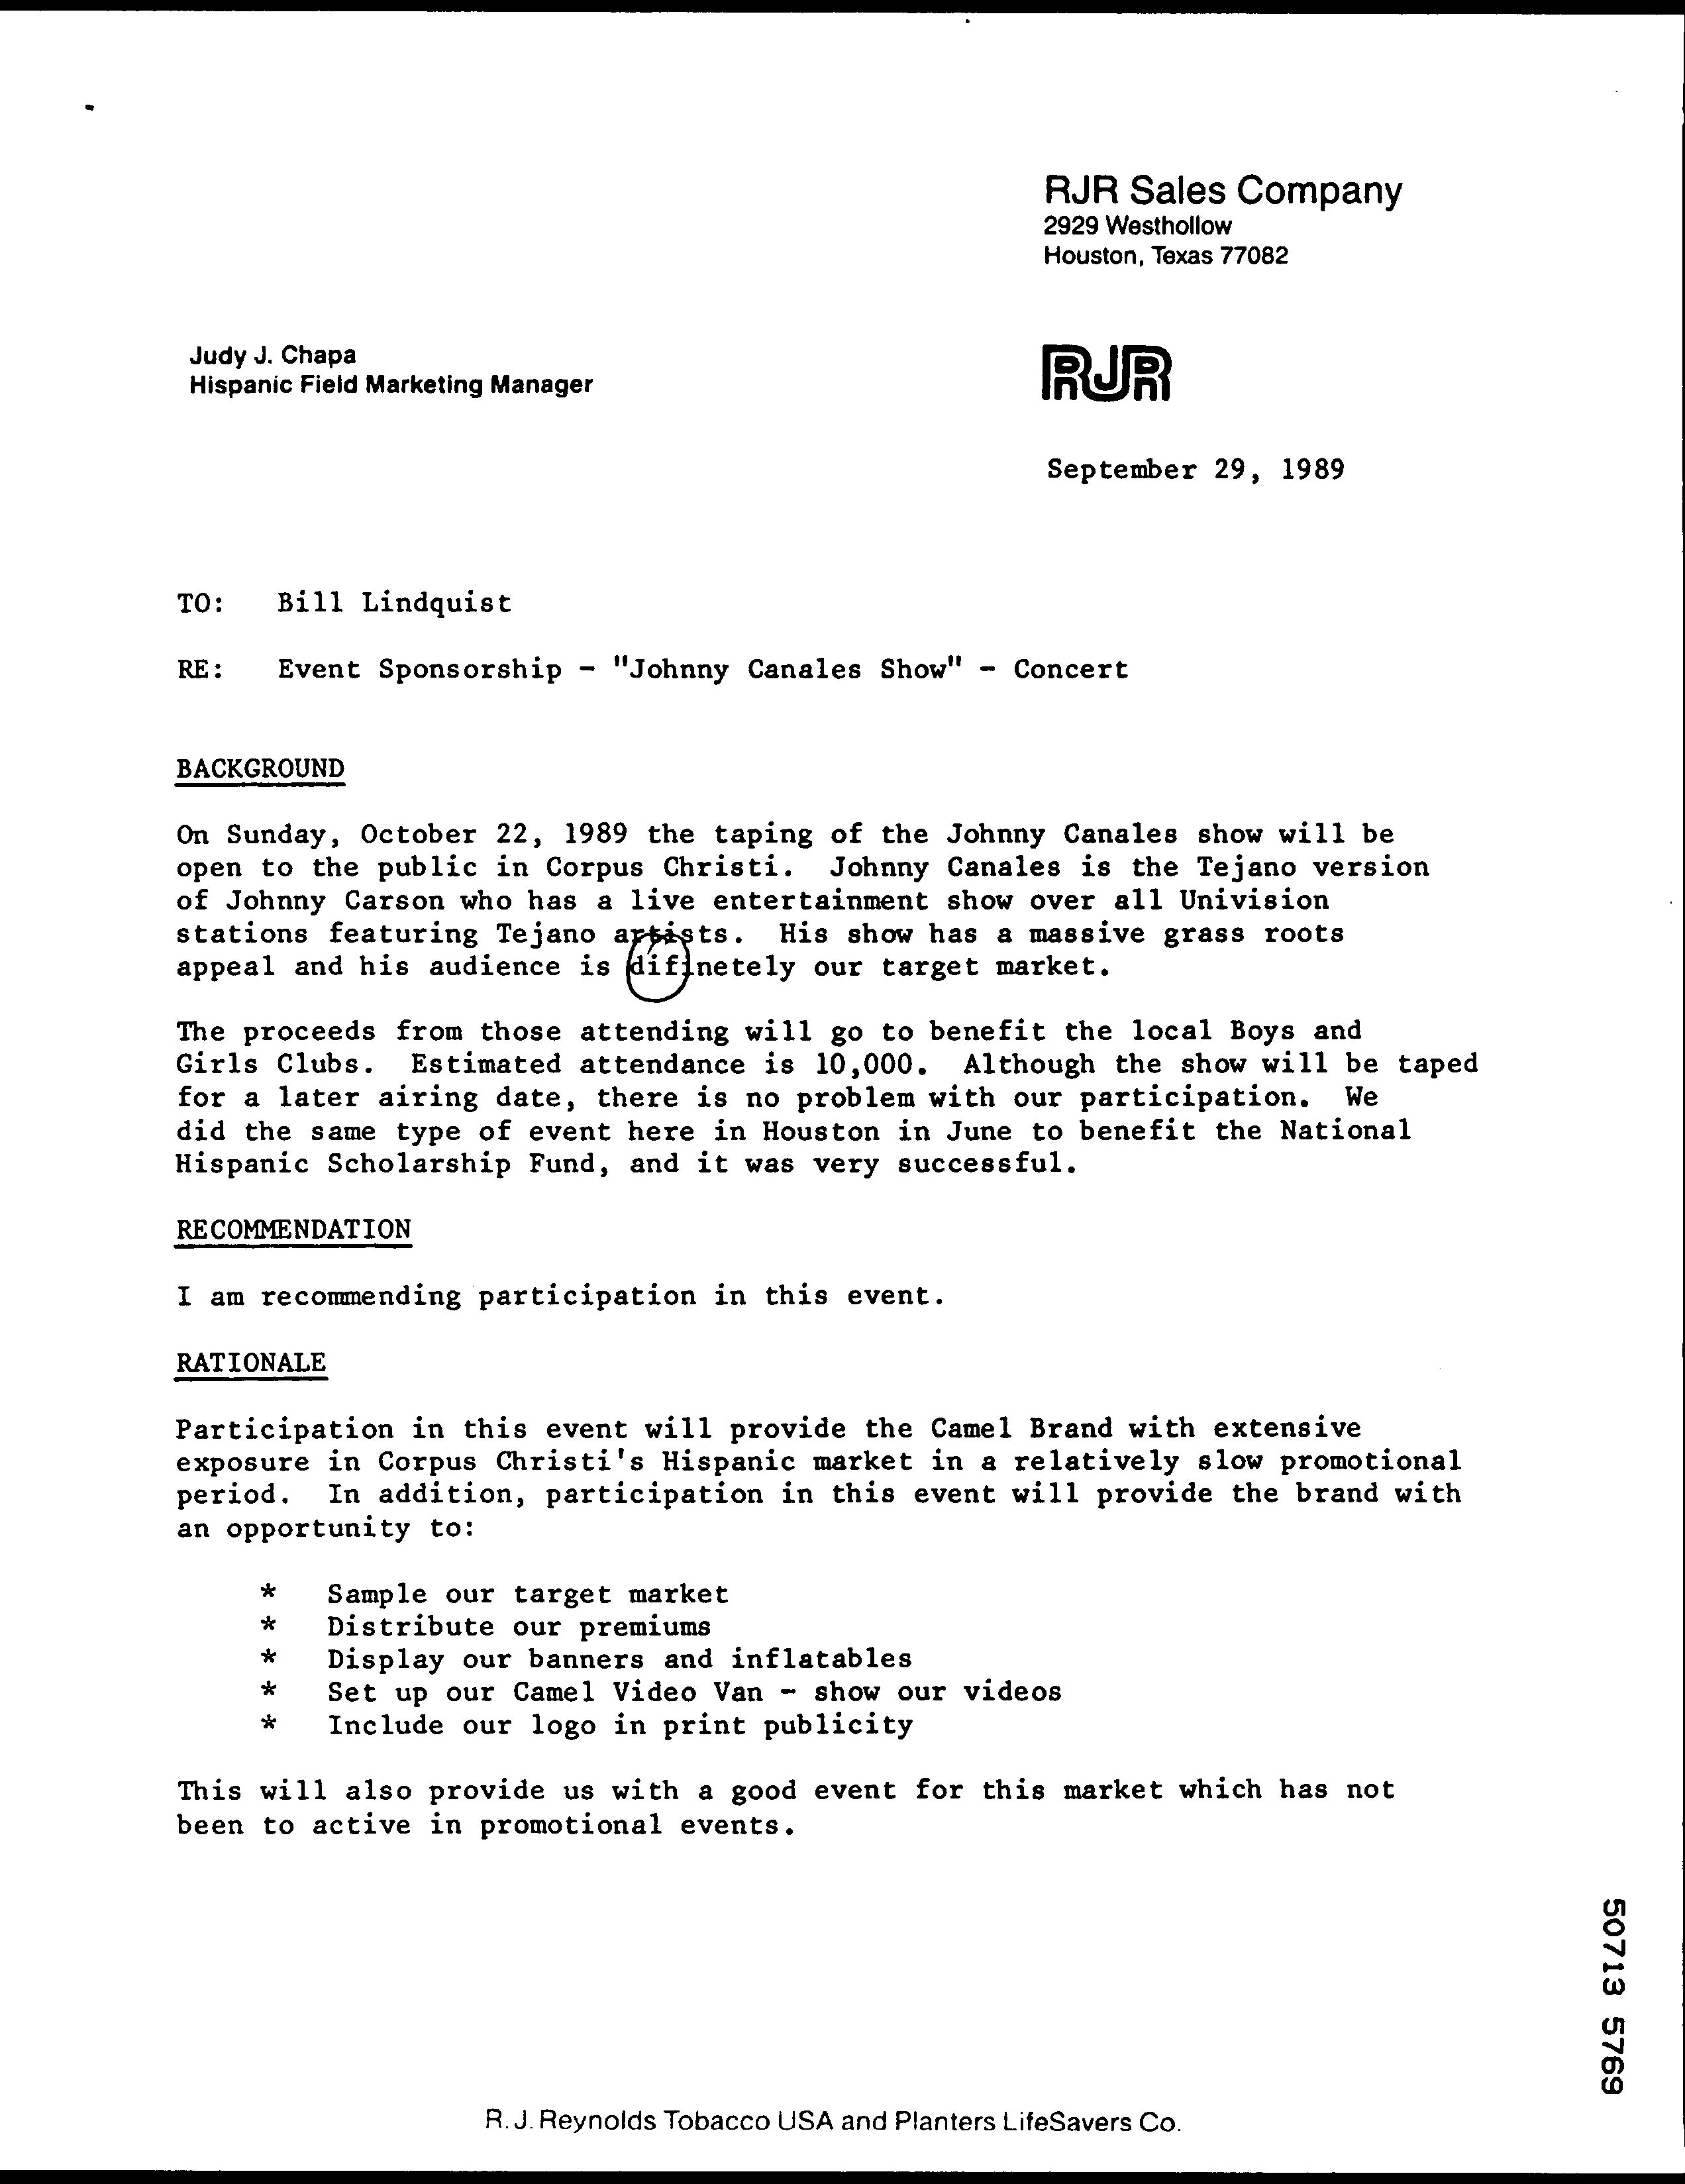 RJR Sales Company
2929 Westhollow
Houston, Texas 77082
Judy J. Chapa
Hispanic Field Marketing Manager
RJR
September 29, 1989
TO: Bill Lindquist
RE: Event Sponsorship - "Johnny Canales Show" - Concert
BACKGROUND
On Sunday, October 22, 1989 the taping of the Johnny Canales show will be
open to the public in Corpus Christi. Johnny Canales is the Tejano version
of Johnny Carson who has a live entertainment show over all Univision
stations featuring Tejano artists. His show has a massive grass roots
appeal and his audience is difinetely our target market.
The proceeds from those attending will go to benefit the local Boys and
Girls Clubs. Estimated attendance is 10,000. Although the show will be taped
for a later airing date, there is no problem with our participation. We
did the same type of event here in Houston in June to benefit the National
Hispanic Scholarship Fund, and it was very successful.
RECOMMENDATION
I am recommending participation in this event.
RATIONALE
Participation in this event will provide the Camel Brand with extensive
exposure in Corpus Christi's Hispanic market in a relatively slow promotional
period. In addition, participation in this event will provide the brand with
an opportunity to:
* Sample our target market
* Distribute our premiums
* Display our banners and inflatables
* Set up our Camel Video Van - show our videos
* Include our logo in print publicity
This will also provide us with a good event for this market which has not
been to active in promotional events.
50713 5769
R.J. Reynolds Tobacco USA and Planters LifeSavers Co.